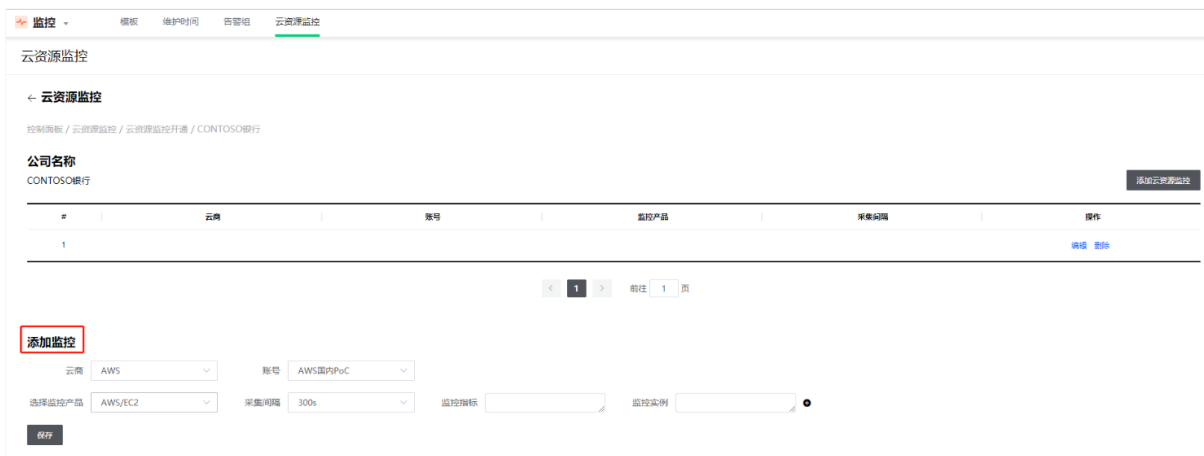 监控 模板 维护时间 告警组 云资源监控
云资源监控
← 云资源监控
控制面板 / 云资源监控 / 云资源监控开通 / CONTOSO银行
公司名称
CONTOSO银行
添加云资源监控
# 云商 账号 监控产品 采集间隔 操作
1 编辑 删除
< 1 > 前往 1 页
添加监控
云商 AWS 账号 AWS国内PoC
选择监控产品 AWS/EC2 采集间隔 300s 监控指标 监控实例
保存